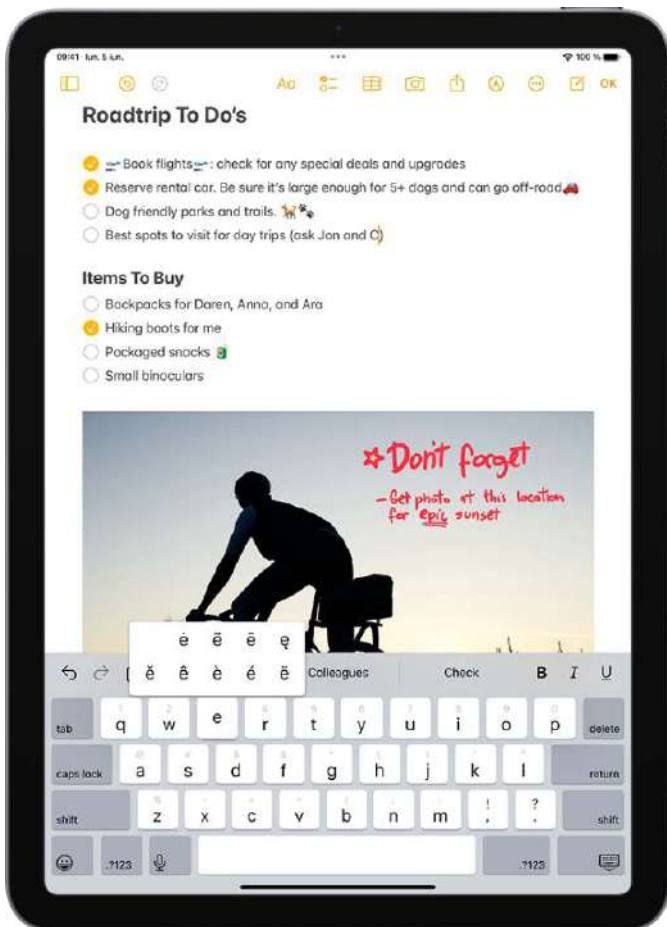 09:41 lun. 5 iun.
100 %
Aa OK
Roadtrip To Do's
Book flights: check for any special deals and upgrades
Reserve rental car. Be sure it's large enough for 5+ dogs and can go off-road
Dog friendly parks and trails.
Best spots to visit for day trips (ask Jon and C)
Items To Buy
Backpacks for Daren, Anna, and Ara
Hiking boots for me
Packaged snacks
Small binoculars
Don't forget
- Get photo at this location
for epic sunset
ė ẽ ē ę
ě ê è é ë
Colleagues Check B I U
tab q w e r t y u i o p delete
caps lock a s d f g h j k l return
shift z x c v b n m ! , ? . shift
.?123 .?123